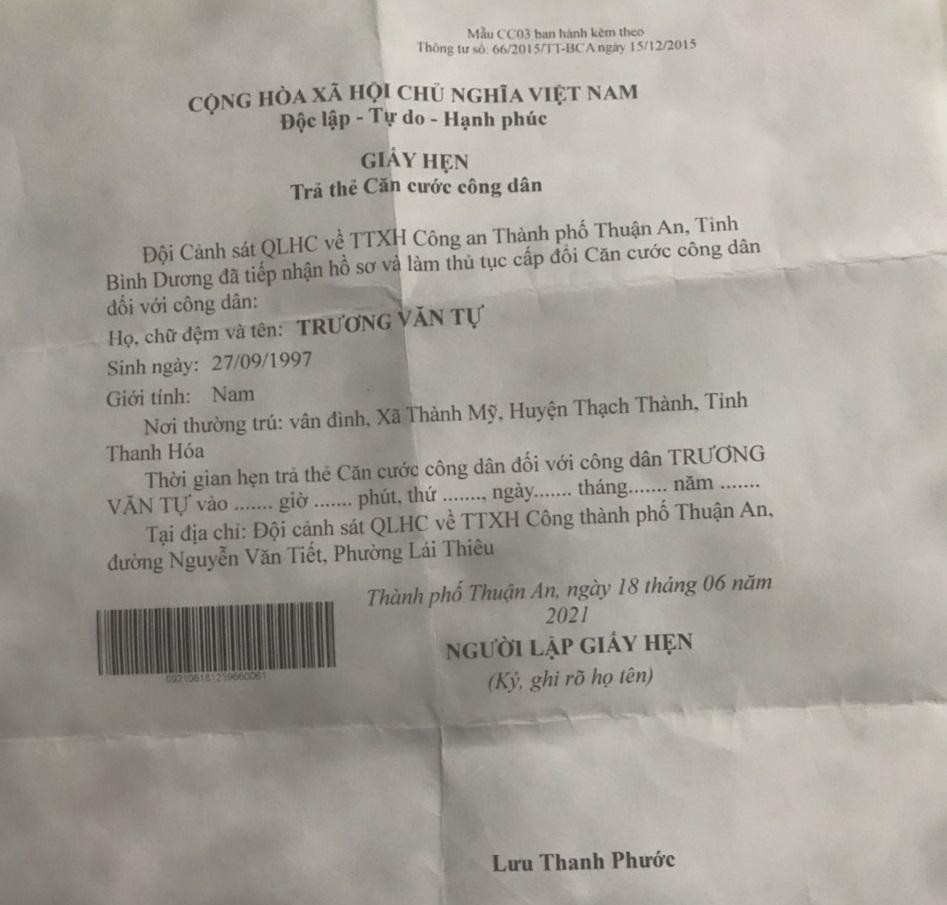 Mẫu CC03 ban hành kèm theo
Thông tư số: 66/2015/TT-BCA ngày 15/12/2015
CỘNG HÒA XÃ HỘI CHỦ NGHĨA VIỆT NAM
Độc lập - Tự do - Hạnh phúc
GIẤY HẸN
Trả thẻ Căn cước công dân
Đội Cảnh sát QLHC về TTXH Công an Thành phố Thuận An, Tỉnh
Bình Dương đã tiếp nhận hồ sơ và làm thủ tục cấp đổi Căn cước công dân
đối với công dân:
Họ, chữ đệm và tên: TRƯƠNG VĂN TỰ
Sinh ngày: 27/09/1997
Giới tính: Nam
Nơi thường trú: vân đình, Xã Thành Mỹ, Huyện Thạch Thành, Tỉnh
Thanh Hóa
Thời gian hẹn trả thẻ Căn cước công dân đối với công dân TRƯƠNG
VĂN TỰ vào ....... giờ ....... phút, thứ ......., ngày....... tháng....... năm .......
Tại địa chỉ: Đội cảnh sát QLHC về TTXH Công thành phố Thuận An,
đường Nguyễn Văn Tiết, Phường Lái Thiêu
Thành phố Thuận An, ngày 18 tháng 06 năm
2021
NGƯỜI LẬP GIẤY HẸN
(Ký, ghi rõ họ tên)
Lưu Thanh Phước